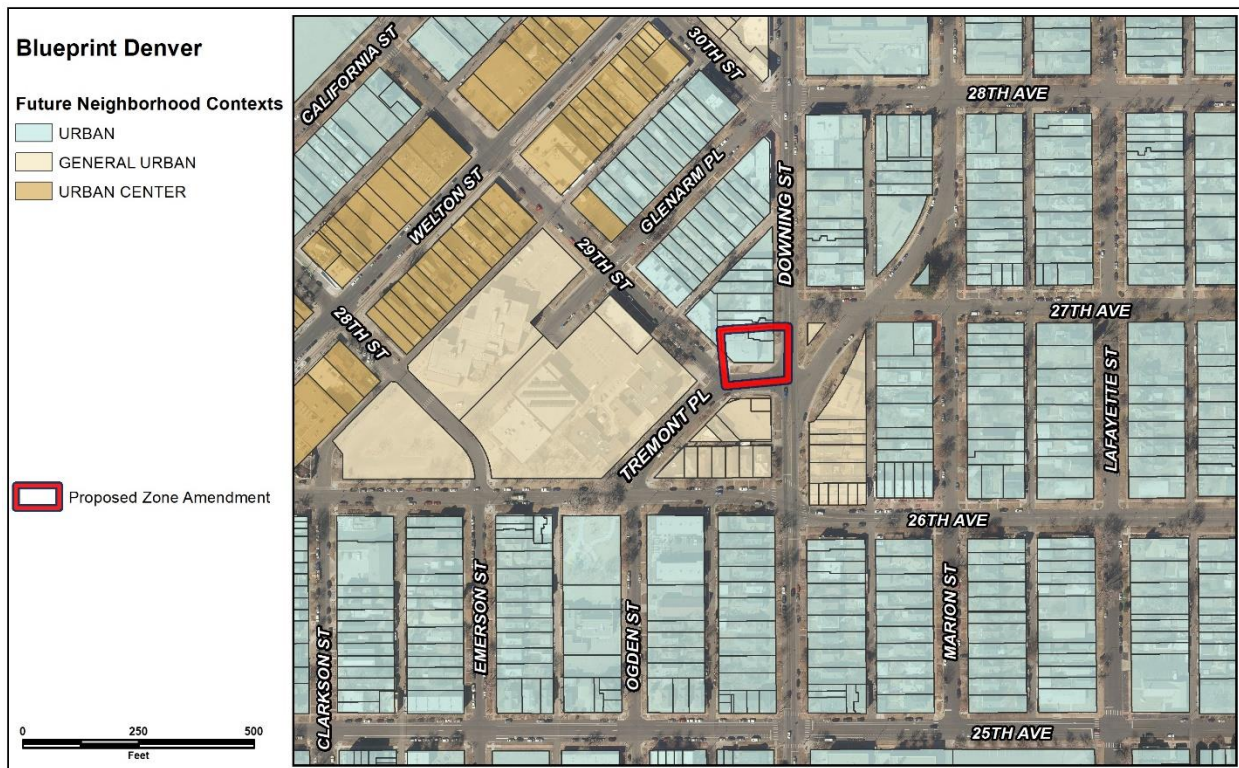 Blueprint Denver
Future Neighborhood Contexts
URBAN
GENERAL URBAN
URBAN CENTER
Proposed Zone Amendment
0 250 500
Feet
CALIFORNIA ST
30TH ST
28TH AVE
WELTON ST
GLENARM PL
DOWNING ST
29TH ST
27TH AVE
28TH ST
LAFAYETTE ST
TREMONT PL
26TH AVE
CLARKSON ST
EMERSON ST
OGDEN ST
MARION ST
25TH AVE